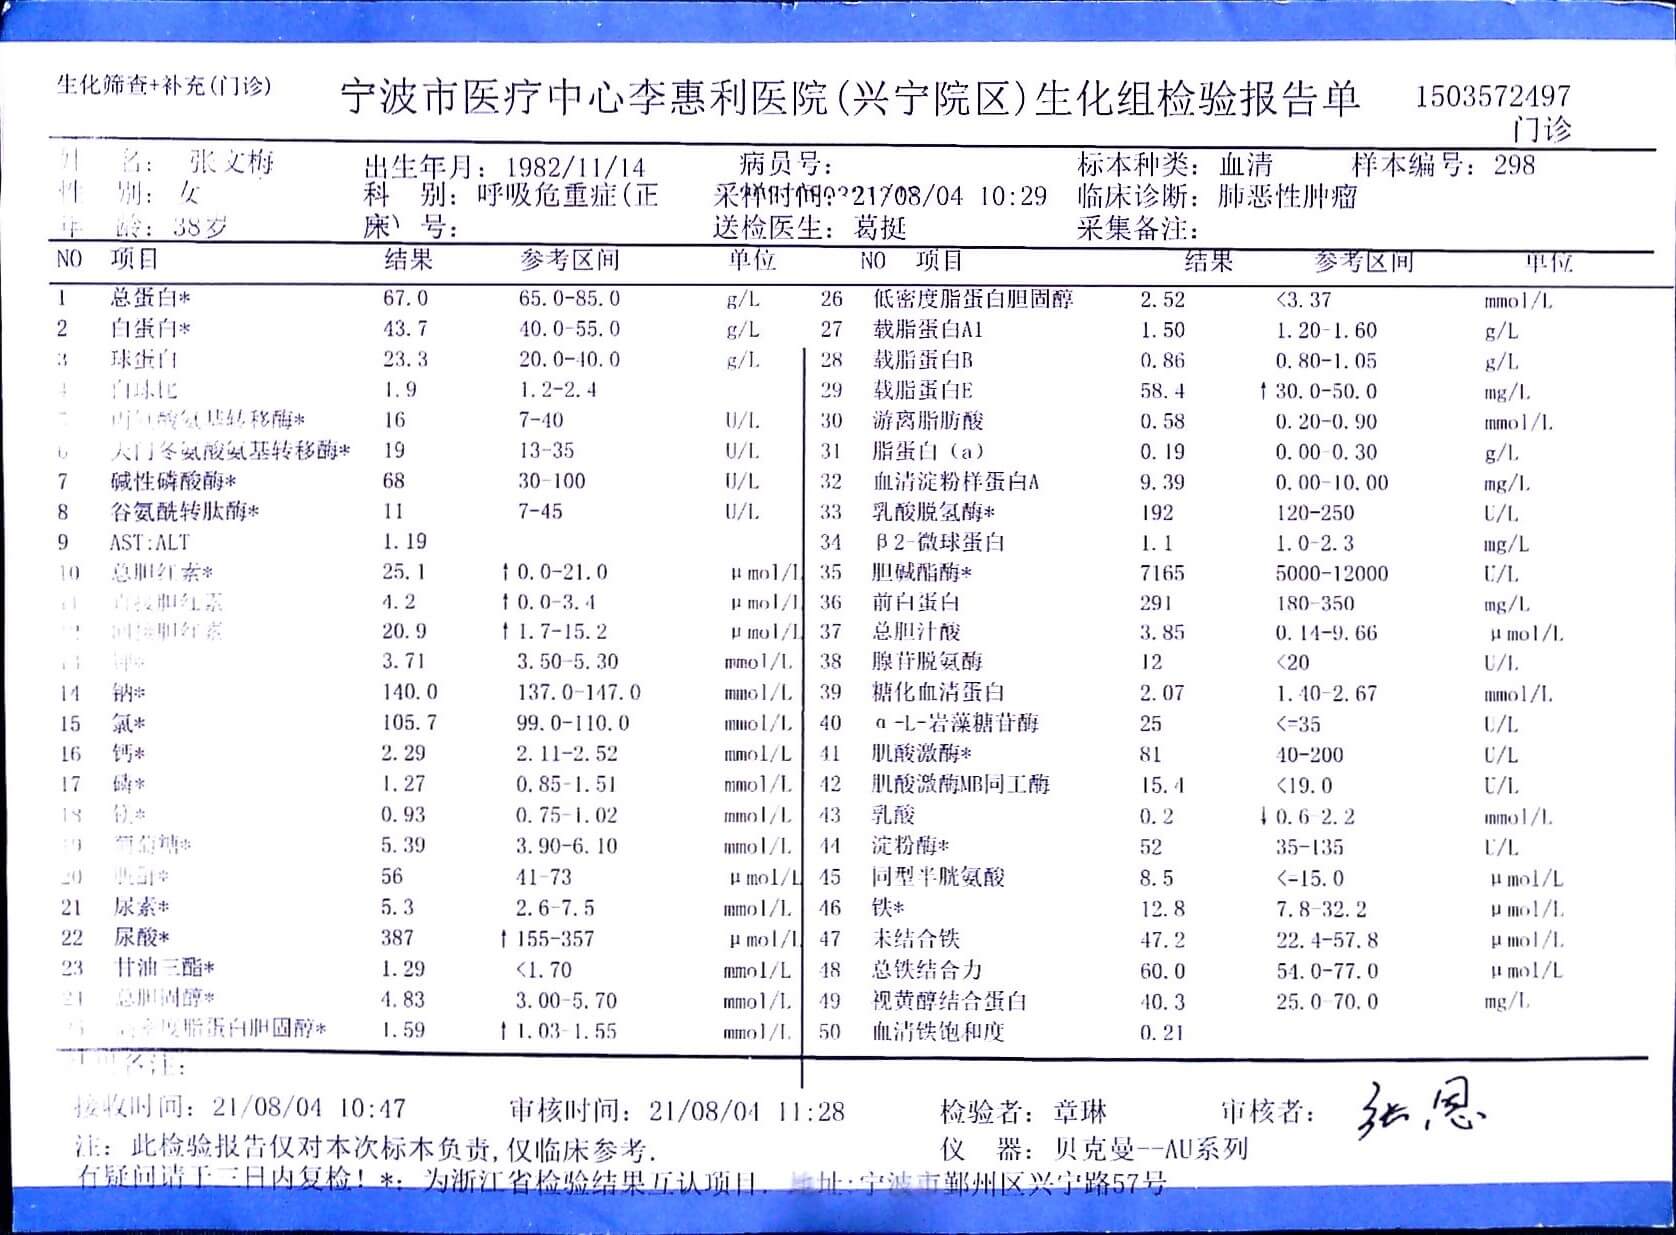 生化筛查+补充(门诊)
宁波市医疗中心李惠利医院(兴宁院区)生化组检验报告单
1503572497
门诊
姓 名: 张文梅 出生年月: 1982/11/14 病员号: 标本种类: 血清 样本编号: 298
性 别: 女 科 别: 呼吸危重症(正 采样时间: 21/08/04 10:29 临床诊断: 肺恶性肿瘤
年 龄: 38岁 床 号: 送检医生: 葛挺 采集备注:
NO 项目 结果 参考区间 单位 NO 项目 结果 参考区间 单位
1 总蛋白* 67.0 65.0-85.0 g/L 26 低密度脂蛋白胆固醇 2.52 <3.37 mmol/L
2 白蛋白* 43.7 40.0-55.0 g/L 27 载脂蛋白A1 1.50 1.20-1.60 g/L
3 球蛋白 23.3 20.0-40.0 g/L 28 载脂蛋白B 0.86 0.80-1.05 g/L
4 白球比 1.9 1.2-2.4 29 载脂蛋白E 58.4 ↑ 30.0-50.0 mg/L
5 丙氨酸氨基转移酶* 16 7-40 U/L 30 游离脂肪酸 0.58 0.20-0.90 mmol/L
6 天门冬氨酸氨基转移酶* 19 13-35 U/L 31 脂蛋白（a） 0.19 0.00-0.30 g/L
7 碱性磷酸酶* 68 30-100 U/L 32 血清淀粉样蛋白A 9.39 0.00-10.00 mg/L
8 谷氨酰转肽酶* 11 7-45 U/L 33 乳酸脱氢酶* 192 120-250 U/L
9 AST:ALT 1.19 34 β2-微球蛋白 1.1 1.0-2.3 mg/L
10 总胆红素* 25.1 ↑ 0.0-21.0 μmol/L 35 胆碱酯酶* 7165 5000-12000 U/L
11 直接胆红素 4.2 ↑ 0.0-3.4 μmol/L 36 前白蛋白 291 180-350 mg/L
12 间接胆红素 20.9 ↑ 1.7-15.2 μmol/L 37 总胆汁酸 3.85 0.14-9.66 μmol/L
13 钾* 3.71 3.50-5.30 mmol/L 38 腺苷脱氨酶 12 <20 U/L
14 钠* 140.0 137.0-147.0 mmol/L 39 糖化血清蛋白 2.07 1.40-2.67 mmol/L
15 氯* 105.7 99.0-110.0 mmol/L 40 α-L-岩藻糖苷酶 25 <=35 U/L
16 钙* 2.29 2.11-2.52 mmol/L 41 肌酸激酶* 81 40-200 U/L
17 磷* 1.27 0.85-1.51 mmol/L 42 肌酸激酶MB同工酶 15.4 <19.0 U/L
18 镁* 0.93 0.75-1.02 mmol/L 43 乳酸 0.2 ↓ 0.6-2.2 mmol/L
19 葡萄糖* 5.39 3.90-6.10 mmol/L 44 淀粉酶* 52 35-135 U/L
20 肌酐* 56 41-73 μmol/L 45 同型半胱氨酸 8.5 <=15.0 μmol/L
21 尿素* 5.3 2.6-7.5 mmol/L 46 铁* 12.8 7.8-32.2 μmol/L
22 尿酸* 387 ↑ 155-357 μmol/L 47 未结合铁 47.2 22.4-57.8 μmol/L
23 甘油三酯* 1.29 <1.70 mmol/L 48 总铁结合力 60.0 54.0-77.0 μmol/L
24 总胆固醇* 4.83 3.00-5.70 mmol/L 49 视黄醇结合蛋白 40.3 25.0-70.0 mg/L
25 高密度脂蛋白胆固醇* 1.59 ↑ 1.03-1.55 mmol/L 50 血清铁饱和度 0.21
备注:
接收时间: 21/08/04 10:47 审核时间: 21/08/04 11:28 检验者: 章琳 审核者: 张恩
注: 此检验报告仅对本次标本负责,仅临床参考. 仪 器: 贝克曼--AU系列
有疑问请于三日内复检! *: 为浙江省检验结果互认项目. 地址:宁波市鄞州区兴宁路57号